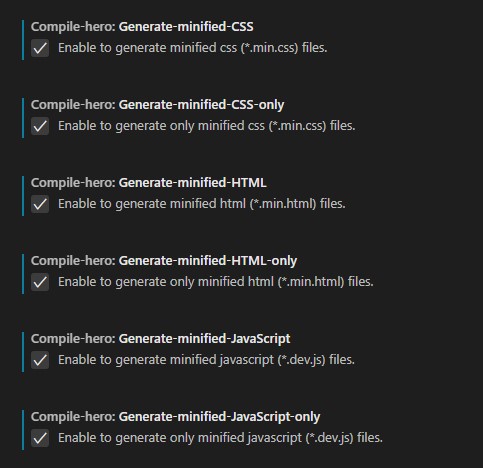 Compile-hero: Generate-minified-CSS
Enable to generate minified css (*.min.css) files.
Compile-hero: Generate-minified-CSS-only
Enable to generate only minified css (*.min.css) files.
Compile-hero: Generate-minified-HTML
Enable to generate minified html (*.min.html) files.
Compile-hero: Generate-minified-HTML-only
Enable to generate only minified html (*.min.html) files.
Compile-hero: Generate-minified-JavaScript
Enable to generate minified javascript (*.dev.js) files.
Compile-hero: Generate-minified-JavaScript-only
Enable to generate only minified javascript (*.dev.js) files.